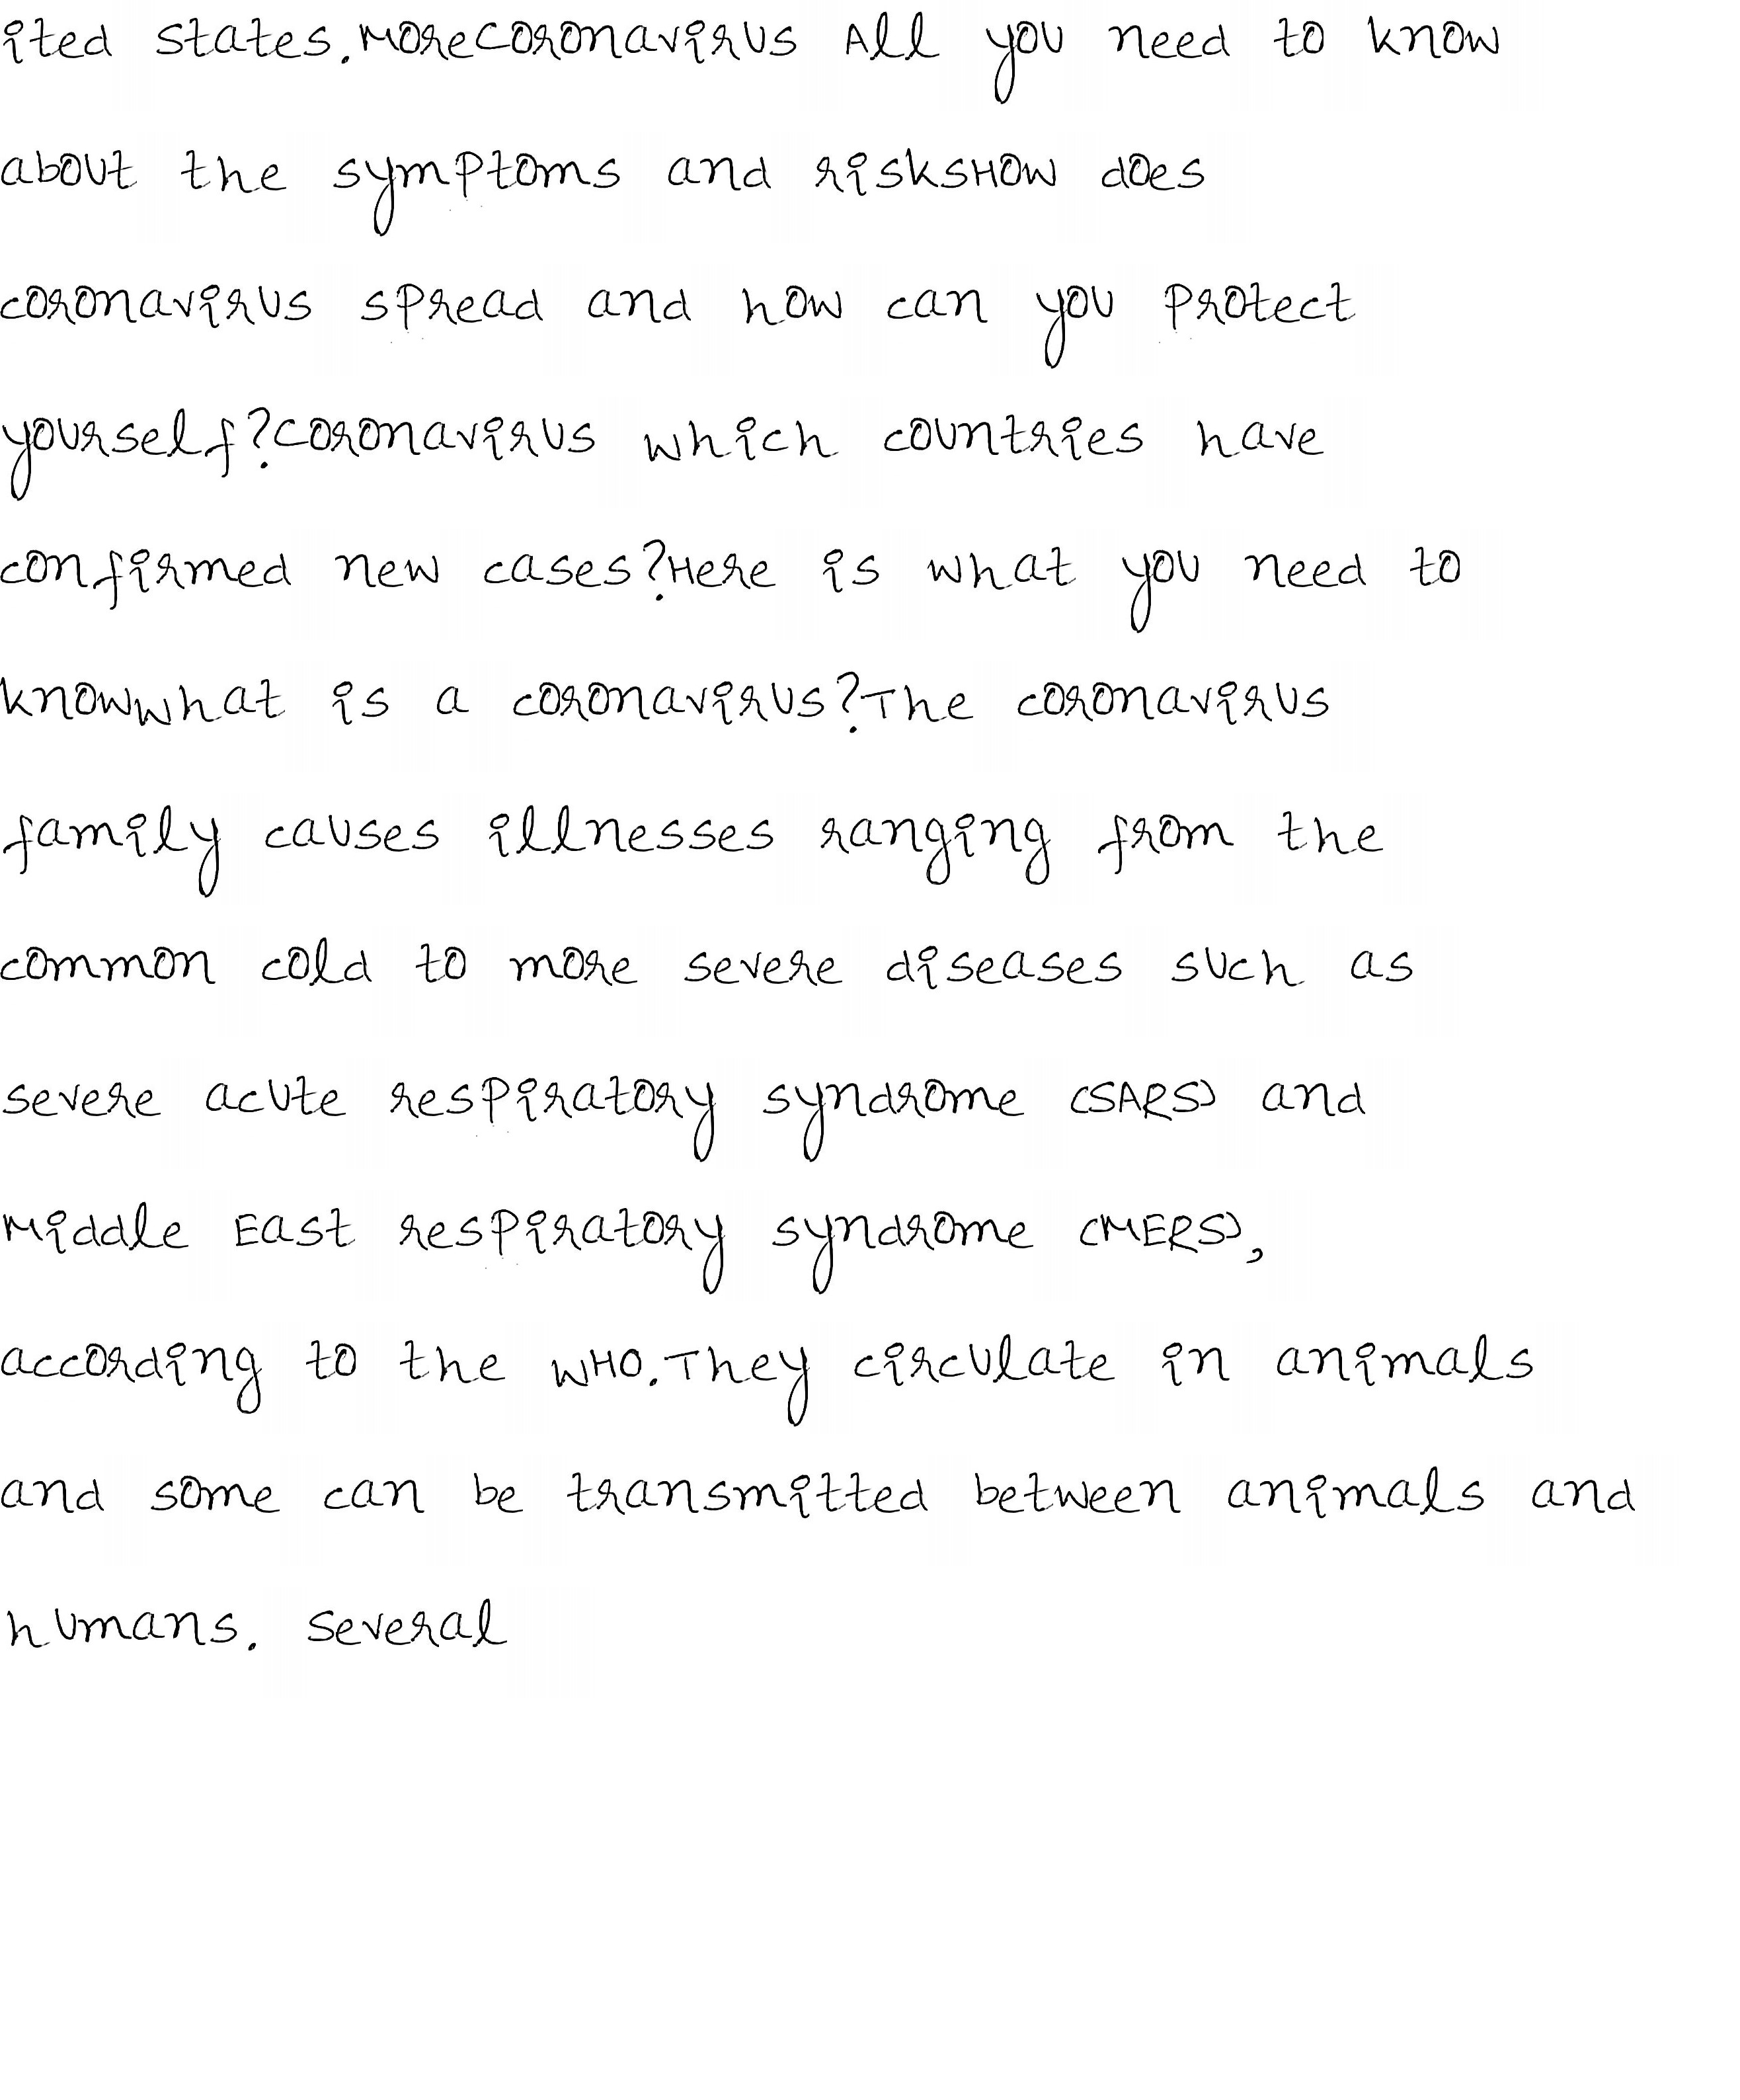 ited states.MoreCoronavirus All you need to know
about the symptoms and risksHow does
coronavirus spread and how can you protect
yourself?Coronavirus which countries have
confirmed new cases?Here is what you need to
knowWhat is a coronavirus?The coronavirus
family causes illnesses ranging from the
common cold to more severe diseases such as
severe acute respiratory syndrome (SARS) and
Middle East respiratory syndrome (MERS),
according to the WHO.They circulate in animals
and some can be transmitted between animals and
humans. Several